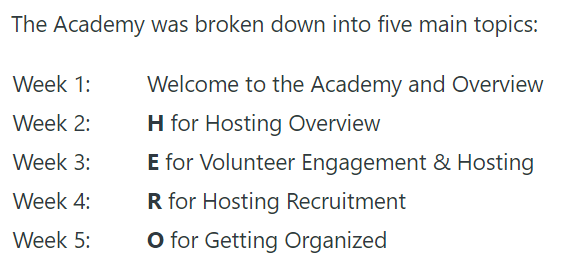 The Academy was broken down into five main topics:
Week 1: Welcome to the Academy and Overview
Week 2: H for Hosting Overview
Week 3: E for Volunteer Engagement & Hosting
Week 4: R for Hosting Recruitment
Week 5: O for Getting Organized